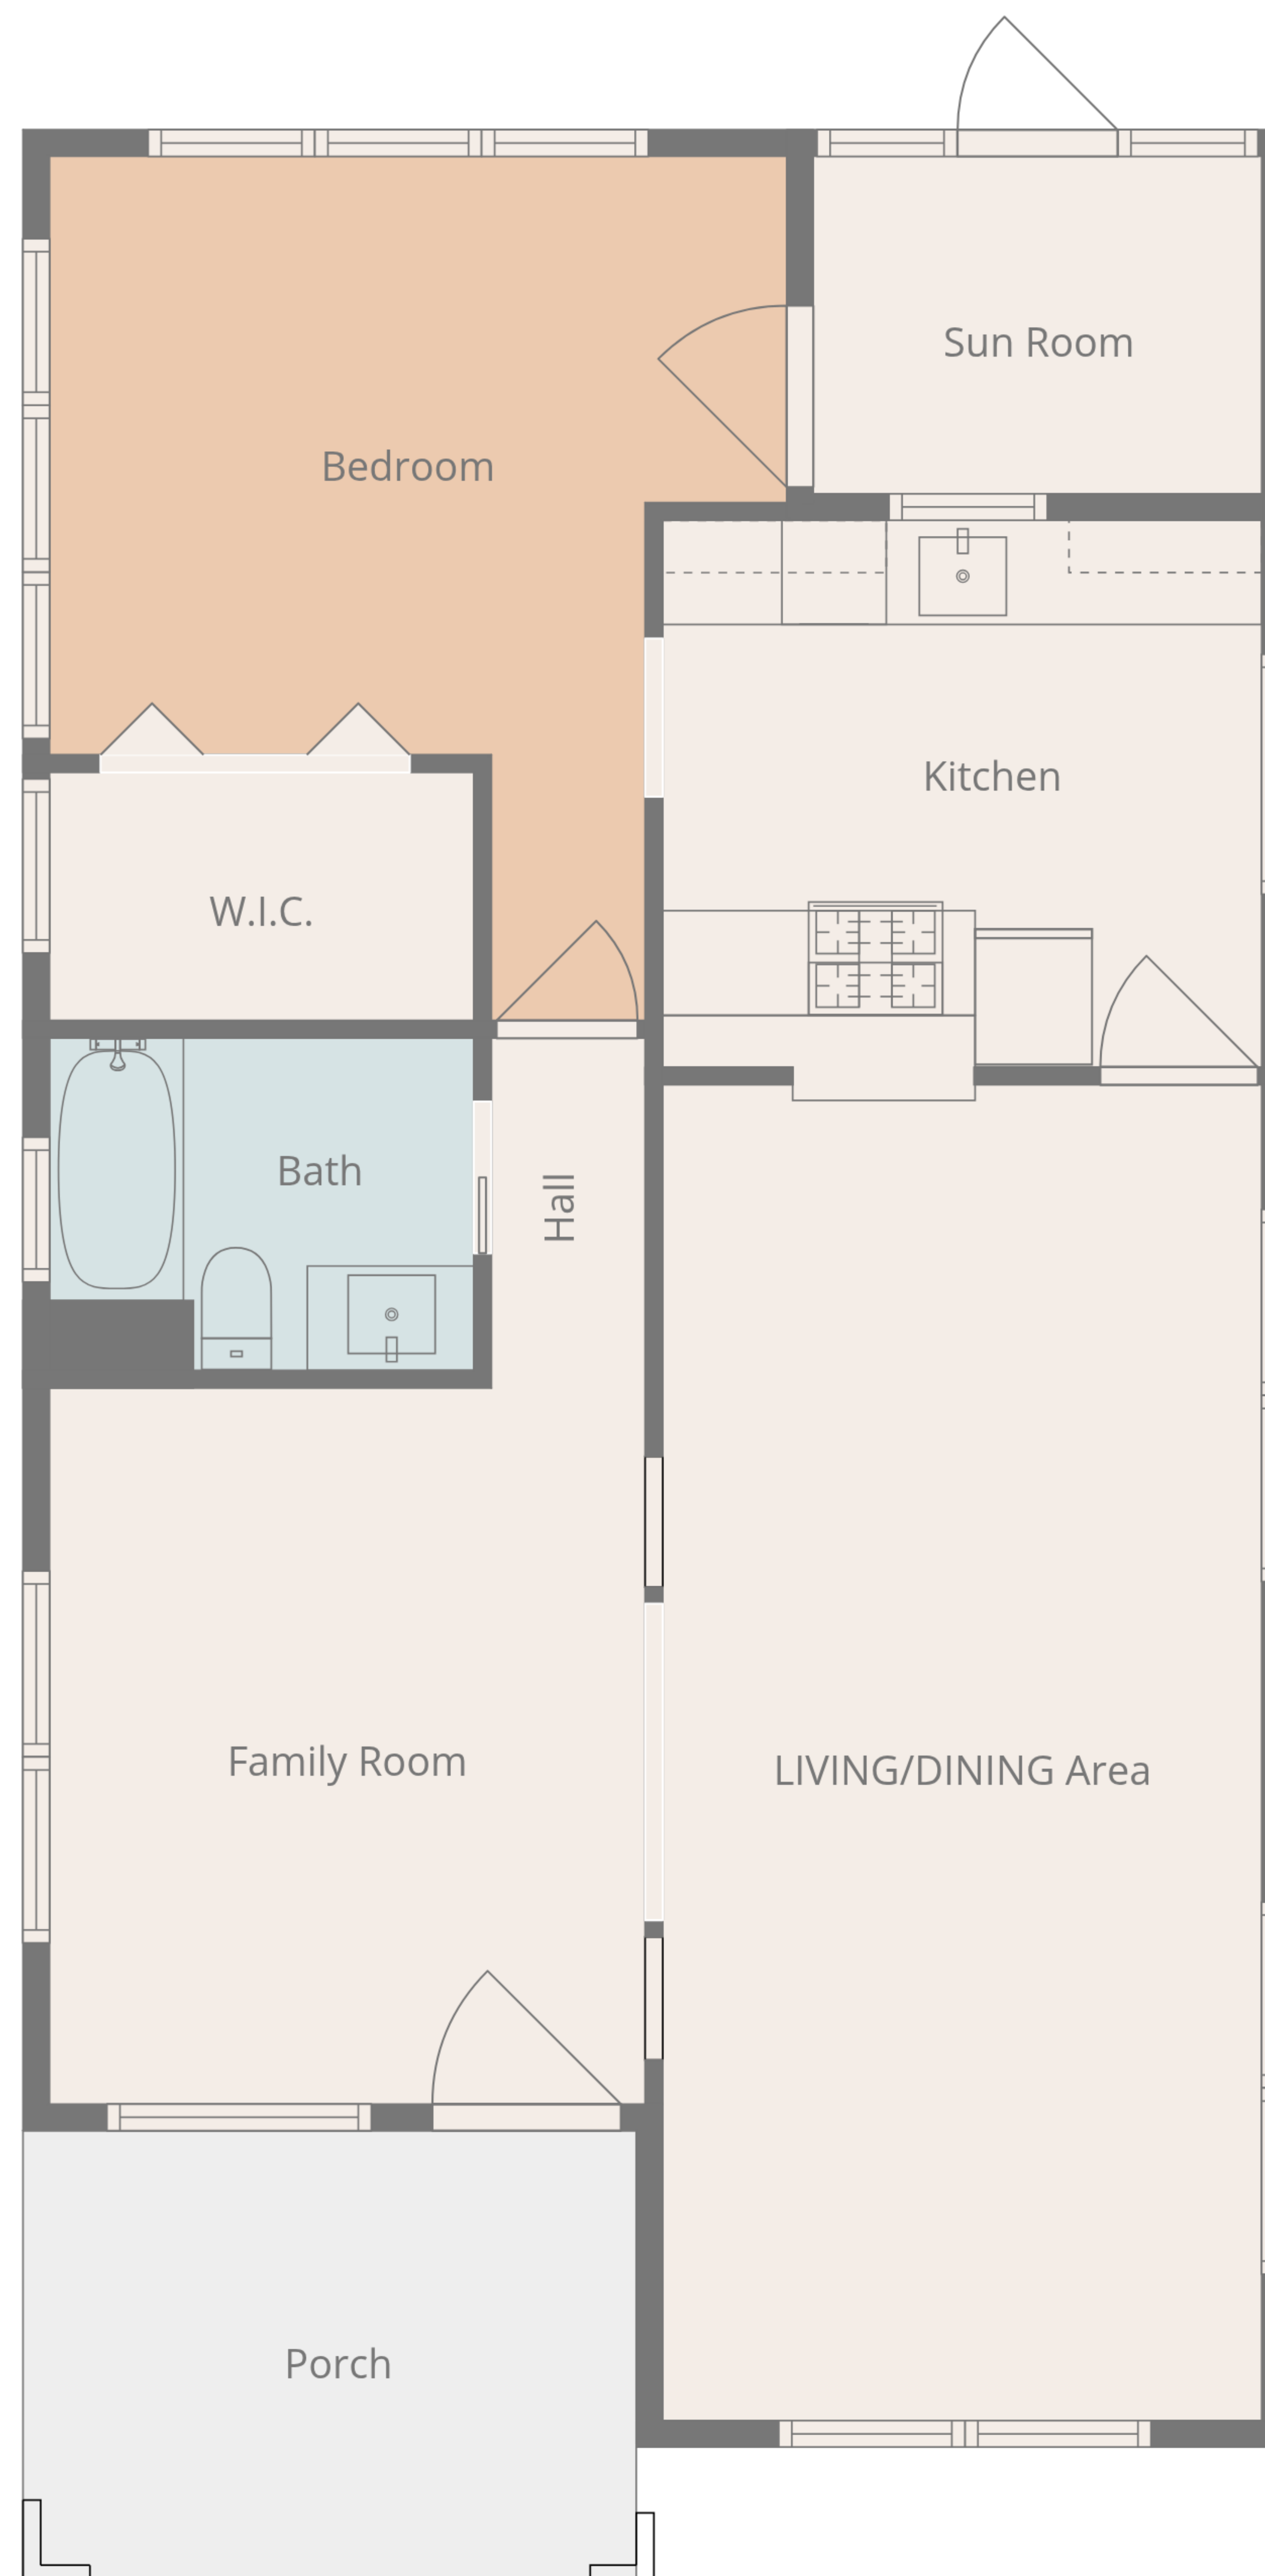 Sun Room
Bedroom
Kitchen
W.I.C.
Bath
Hall
Family Room
LIVING/DINING Area
Porch